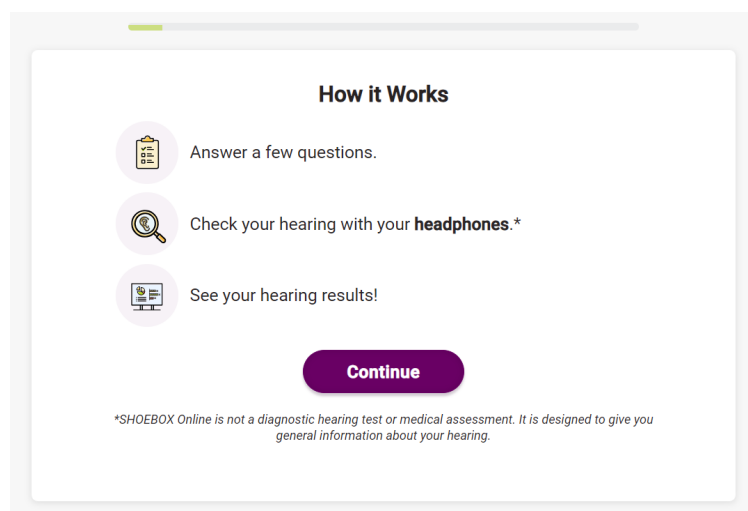 How it Works
Answer a few questions.
Check your hearing with your headphones.*
See your hearing results!
Continue
*SHOEBOX Online is not a diagnostic hearing test or medical assessment. It is designed to give you
general information about your hearing.